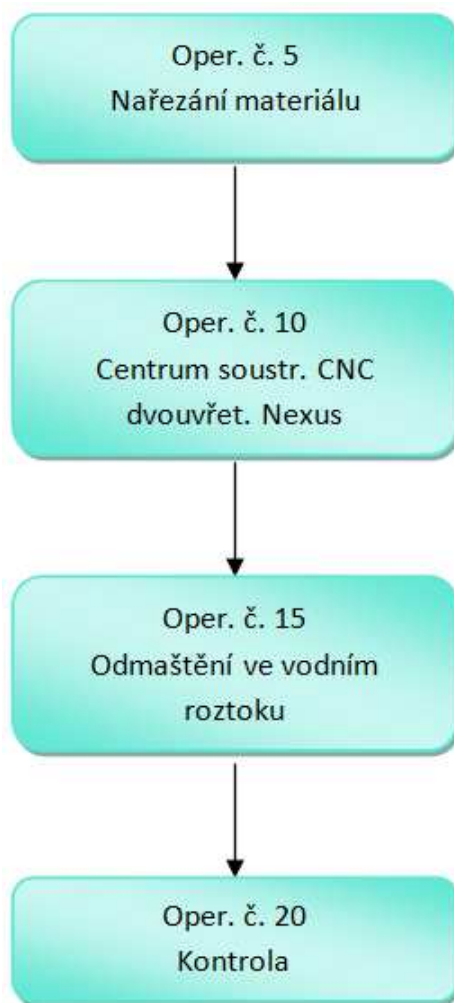 Oper. č. 5
Nařezání materiálu
Oper. č. 10
Centrum soustr. CNC
dvouvřet. Nexus
Oper. č. 15
Odmaštění ve vodním
roztoku
Oper. č. 20
Kontrola